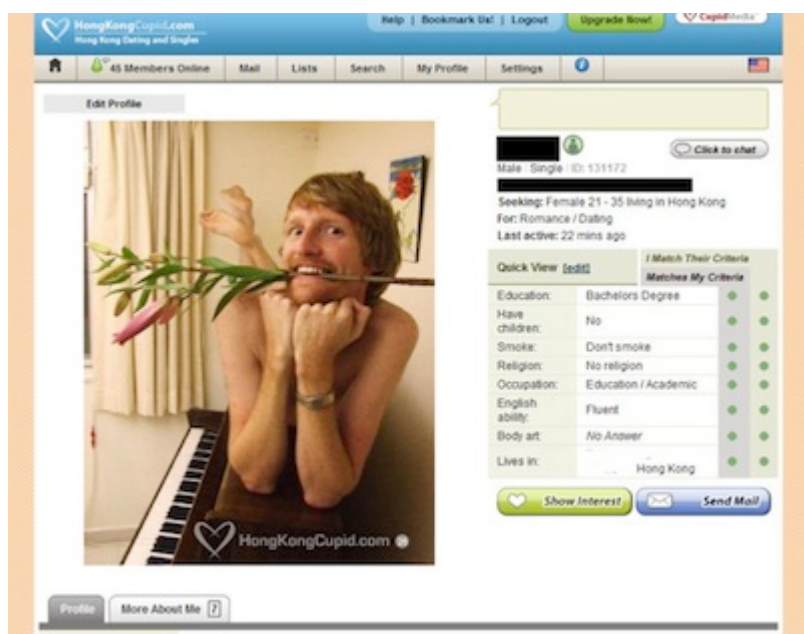 HongKongCupid.com
Hong Kong Dating and Singles
Help | Bookmark Us! | Logout
Upgrade Now!
CupidMedia
45 Members Online
Mail
Lists
Search
My Profile
Settings
Edit Profile
Click to chat
Male | Single | ID: 131172
Seeking: Female 21 - 35 living in Hong Kong
For: Romance / Dating
Last active: 22 mins ago
Quick View [edit]
I Match Their Criteria
Matches My Criteria
Education: Bachelors Degree
Have children: No
Smoke: Don't smoke
Religion: No religion
Occupation: Education / Academic
English ability: Fluent
Body art: No Answer
Lives in: Hong Kong
Show Interest
Send Mail
HongKongCupid.com
Profile
More About Me